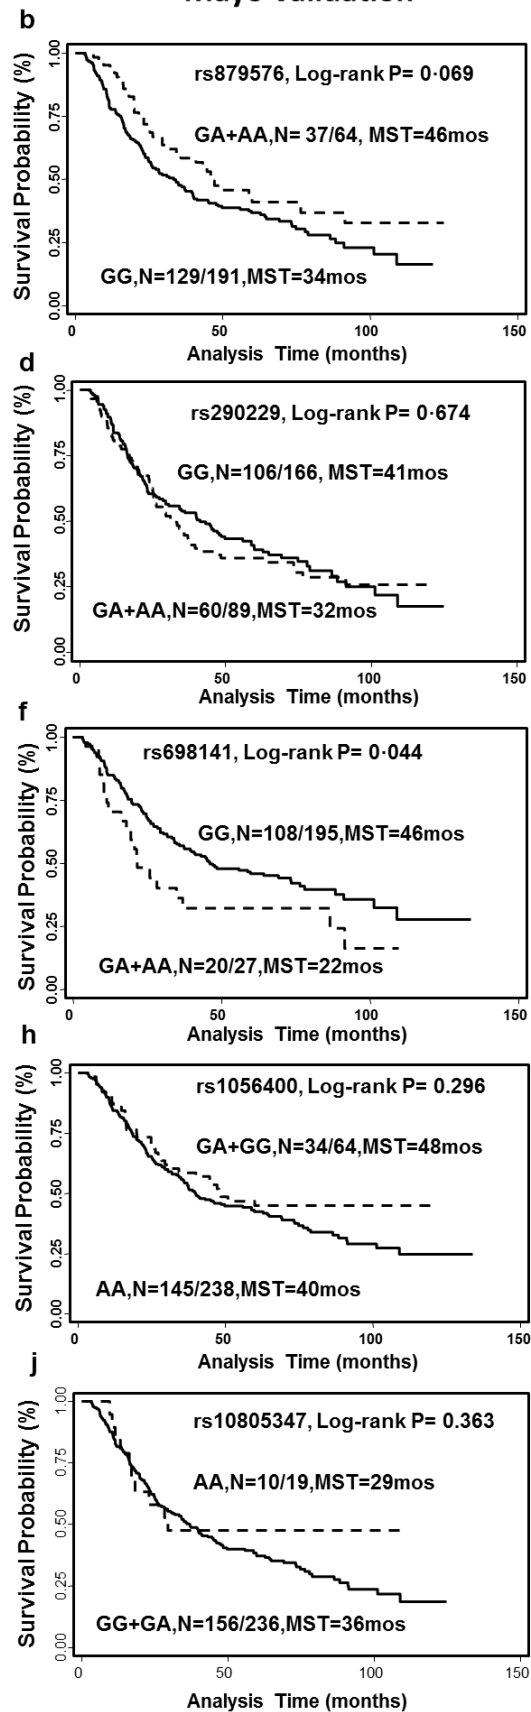 b
rs879576, Log-rank P= 0·069
GA+AA,N= 37/64, MST=46mos
GG,N=129/191,MST=34mos
Survival Probability (%)
1.00
0.75
0.50
0.25
0.00
0 50 100 150
Analysis Time (months)
d
rs290229, Log-rank P= 0·674
GG,N=106/166, MST=41mos
GA+AA,N=60/89,MST=32mos
Survival Probability (%)
1.00
0.75
0.50
0.25
0.00
0 50 100 150
Analysis Time (months)
f
rs698141, Log-rank P= 0·044
GG,N=108/195,MST=46mos
GA+AA,N=20/27,MST=22mos
Survival Probability (%)
1.00
0.75
0.50
0.25
0.00
0 50 100 150
Analysis Time (months)
h
rs1056400, Log-rank P= 0.296
GA+GG,N=34/64,MST=48mos
AA,N=145/238,MST=40mos
Survival Probability (%)
1.00
0.75
0.50
0.25
0.00
0 50 100 150
Analysis Time (months)
j
rs10805347, Log-rank P= 0.363
AA,N=10/19,MST=29mos
GG+GA,N=156/236,MST=36mos
Survival Probability (%)
1.00
0.75
0.50
0.25
0.00
0 50 100 150
Analysis Time (months)